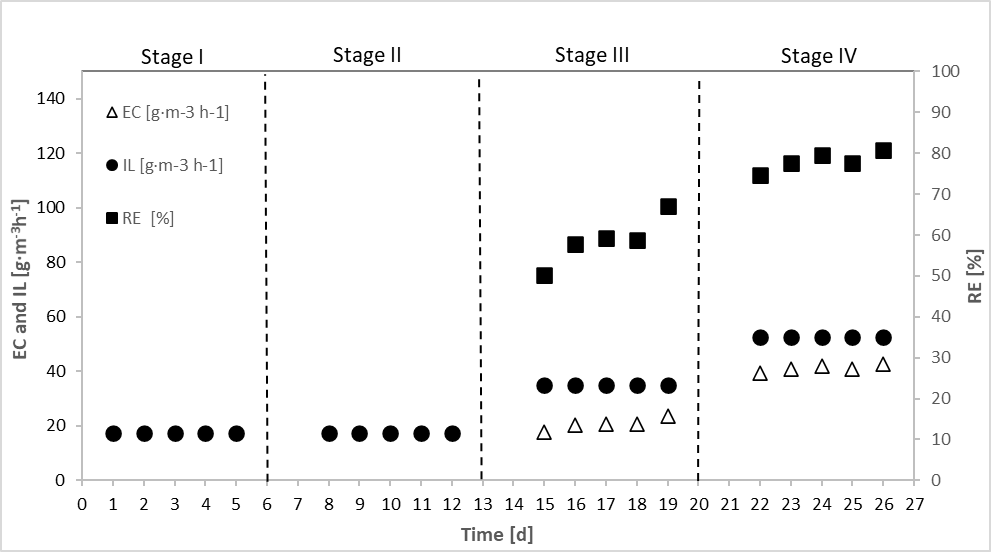 Stage I Stage II Stage III Stage IV
EC [g·m-3 h-1]
IL [g·m-3 h-1]
RE [%]
EC and IL [g·m-3h-1]
140
120
100
80
60
40
20
0
100
90
80
70
60
50
40
30
20
10
0
RE [%]
0 1 2 3 4 5 6 7 8 9 10 11 12 13 14 15 16 17 18 19 20 21 22 23 24 25 26 27
Time [d]